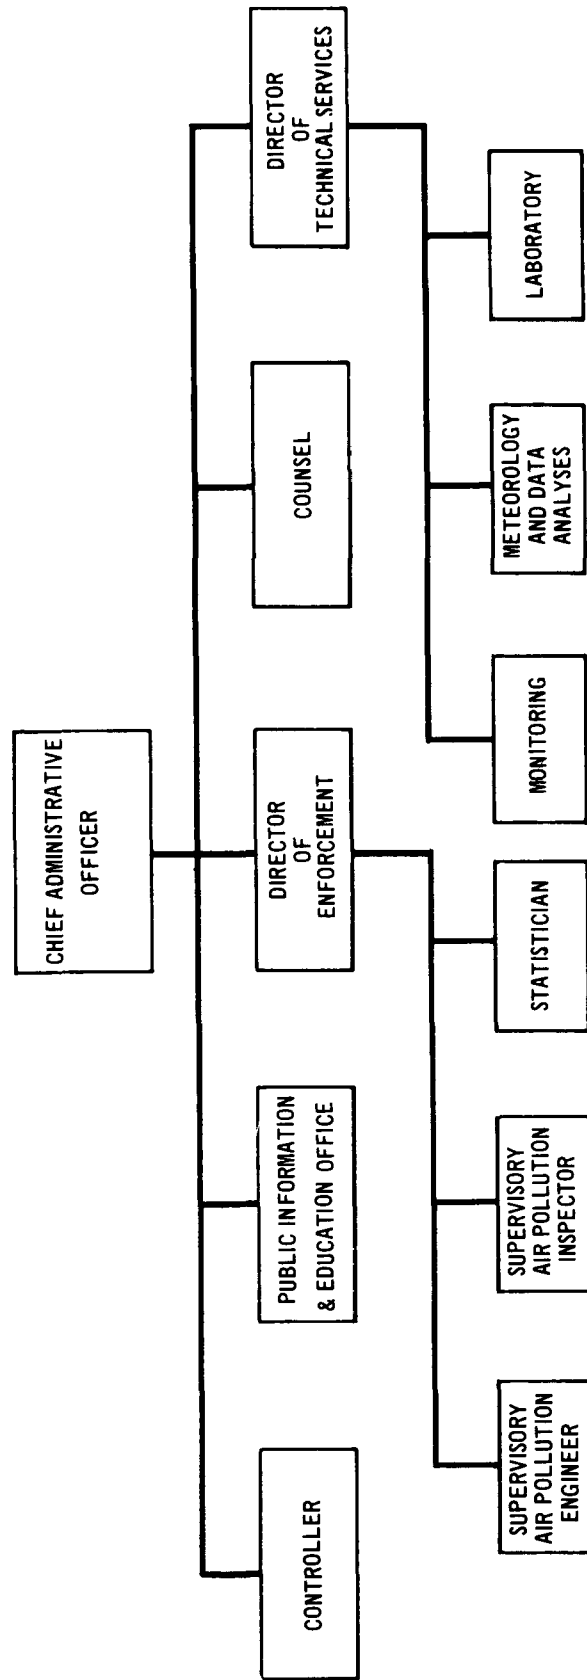 CHIEF ADMINISTRATIVE
OFFICER
CONTROLLER
PUBLIC INFORMATION
& EDUCATION OFFICE
DIRECTOR
OF
ENFORCEMENT
COUNSEL
DIRECTOR
OF
TECHNICAL SERVICES
SUPERVISORY
AIR POLLUTION
ENGINEER
SUPERVISORY
AIR POLLUTION
INSPECTOR
STATISTICIAN
MONITORING
METEOROLOGY
AND DATA
ANALYSES
LABORATORY